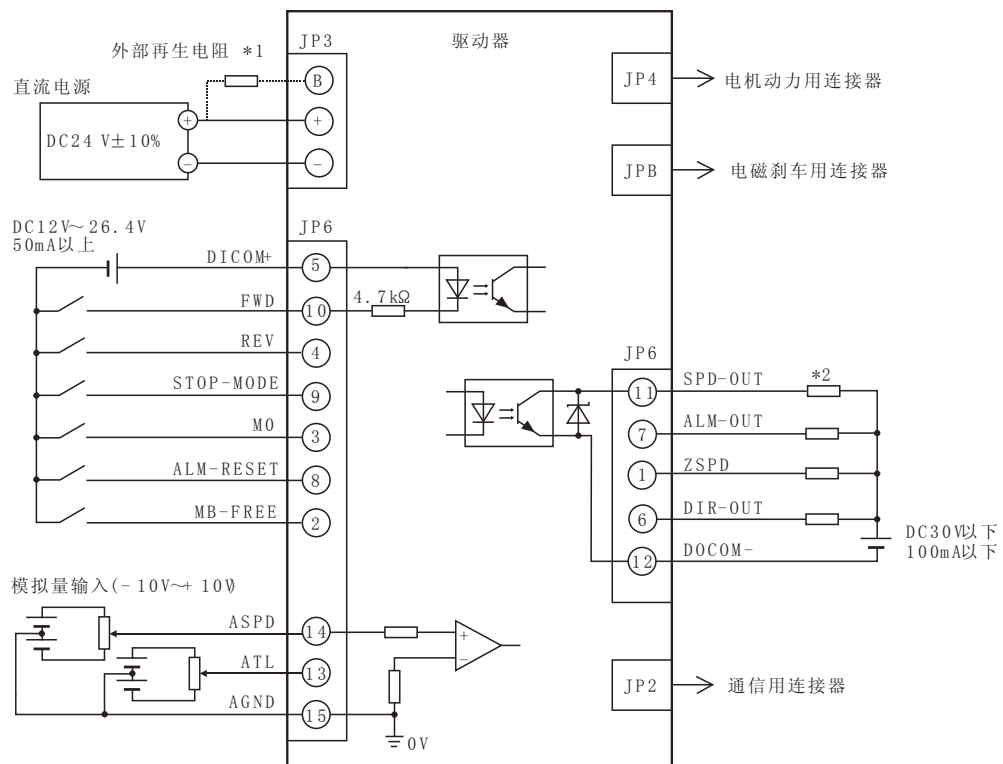 外部再生电阻 *1
JP3
驱动器
直流电源
DC24 V±10%
+
−
B
+
−
JP4
电机动力用连接器
JPB
电磁刹车用连接器
DC12V~26.4V
50mA以上
JP6
DICOM+
5
FWD
10
4.7kΩ
REV
4
STOP-MODE
9
M0
3
ALM-RESET
8
MB-FREE
2
JP6
SPD-OUT
11
*2
ALM-OUT
7
ZSPD
1
DIR-OUT
6
DOCOM-
12
DC30V以下
100mA以下
模拟量输入(-10V~+10V)
ASPD
14
+
−
ATL
13
AGND
15
0V
JP2
通信用连接器